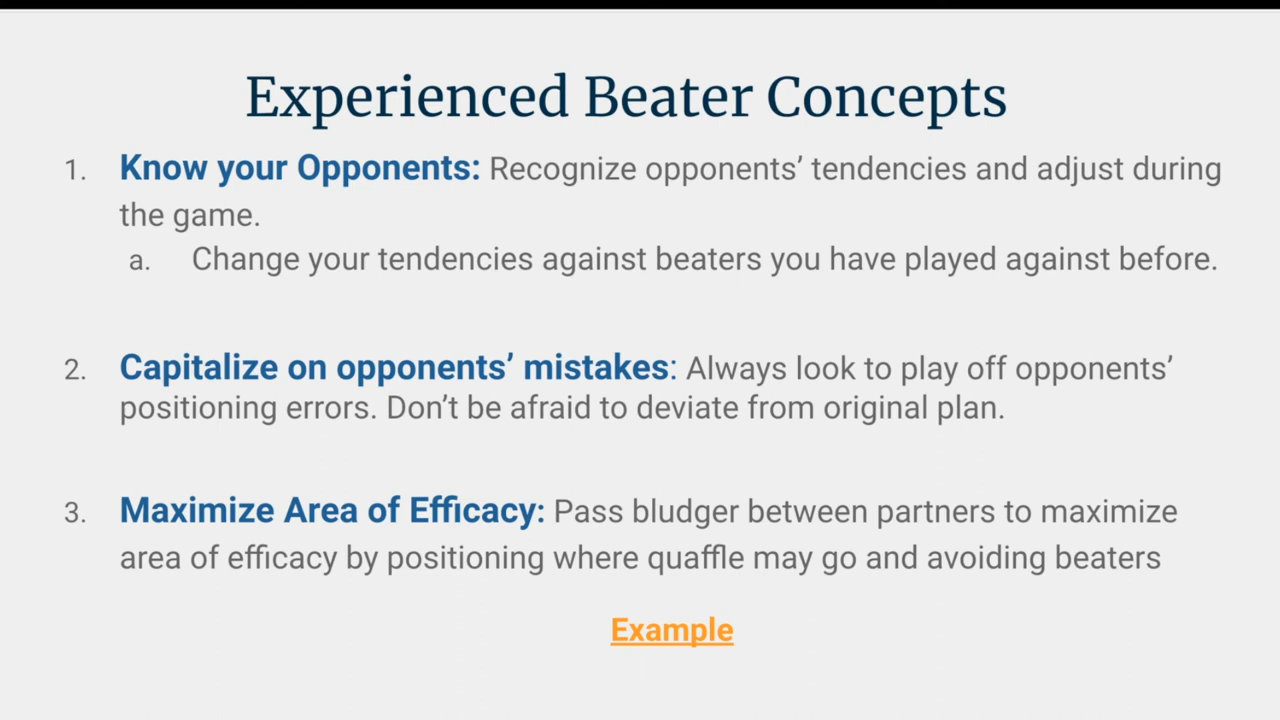 Experienced Beater Concepts
1. Know your Opponents: Recognize opponents’ tendencies and adjust during
the game.
a. Change your tendencies against beaters you have played against before.
2. Capitalize on opponents’ mistakes: Always look to play off opponents’
positioning errors. Don’t be afraid to deviate from original plan.
3. Maximize Area of Efficacy: Pass bludger between partners to maximize
area of efficacy by positioning where quaffle may go and avoiding beaters
Example